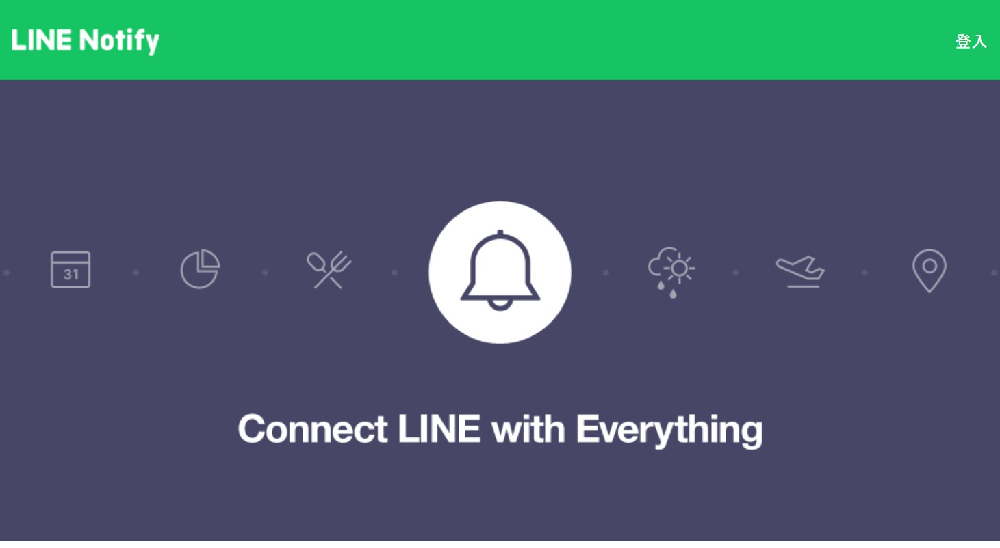 LINE Notify
登入
31
Connect LINE with Everything